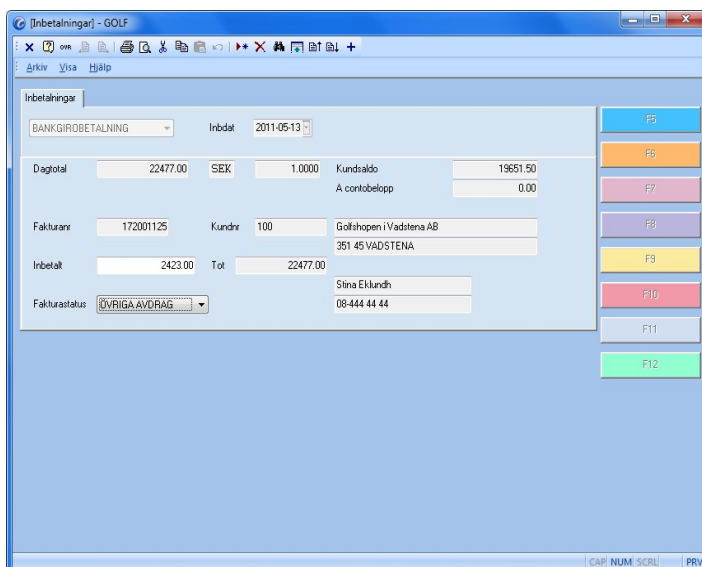 [Inbetalningar] - GOLF
OVR
Arkiv Visa Hjälp
Inbetalningar
BANKGIROBETALNING Inbdat 2011-05-13
Dagtotal 22477.00 SEK 1.0000 Kundsaldo 19651.50
A contobelopp 0.00
Fakturanr 172001125 Kundnr 100 Golfshopen i Vadstena AB
351 45 VADSTENA
Inbetalt 2423.00 Tot 22477.00
Stina Eklundh
Fakturastatus ÖVRIGA AVDRAG 08-444 44 44
F5
F6
F7
F8
F9
F10
F11
F12
CAP NUM SCRL PRV